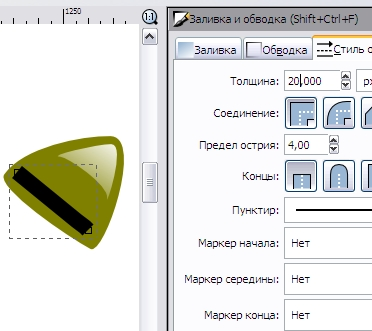 1250
1:1
Заливка и обводка (Shift+Ctrl+F)
Заливка
Обводка
Стиль о
Толщина: 20,000 px
Соединение:
Предел острия: 4,00
Концы:
Пунктир:
Маркер начала: Нет
Маркер середины: Нет
Маркер конца: Нет